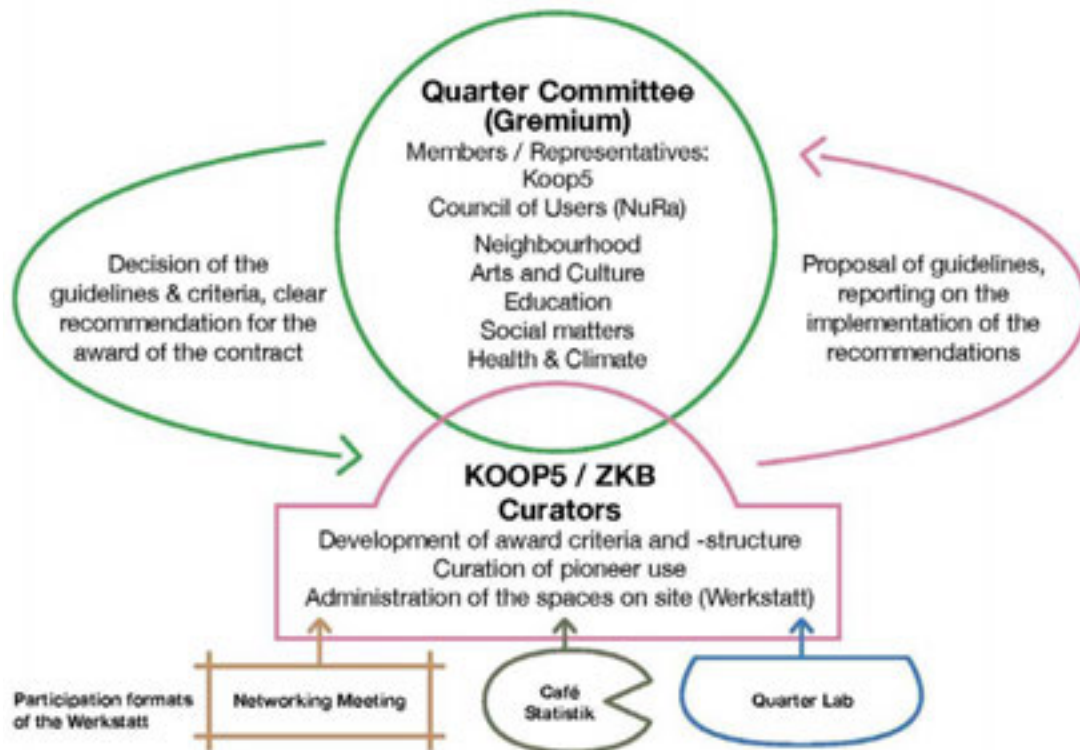 Quarter Committee
(Gremium)
Members / Representatives:
Koop5
Council of Users (NuRa)
Neighbourhood
Arts and Culture
Education
Social matters
Health & Climate
Decision of the
guidelines & criteria, clear
recommendation for the
award of the contract
Proposal of guidelines,
reporting on the
implementation of the
recommendations
KOOP5 / ZKB
Curators
Development of award criteria and -structure
Curation of pioneer use
Administration of the spaces on site (Werkstatt)
Participation formats
of the Werkstatt
Networking Meeting
Café
Statistik
Quarter Lab